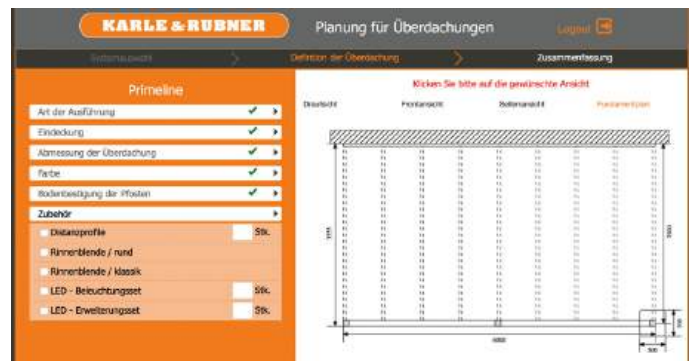 KARLE & RUBNER
Planung für Überdachungen
Logout
Definition der Überdachung
Zusammenfassung
Primeline
Klicken Sie bitte auf die gewünschte Ansicht
Draufsicht
Frontansicht
Seitenansicht
Fundamentplan
Art der Ausführung
Eindeckung
Abmessung der Überdachung
Farbe
Bodenbestigung der Pfosten
Zubehör
Distanzprofile
Stk.
Rinnenblende / rund
Rinnenblende / klassik
LED - Beleuchtungsset
Stk.
LED - Erweiterungsset
Stk.